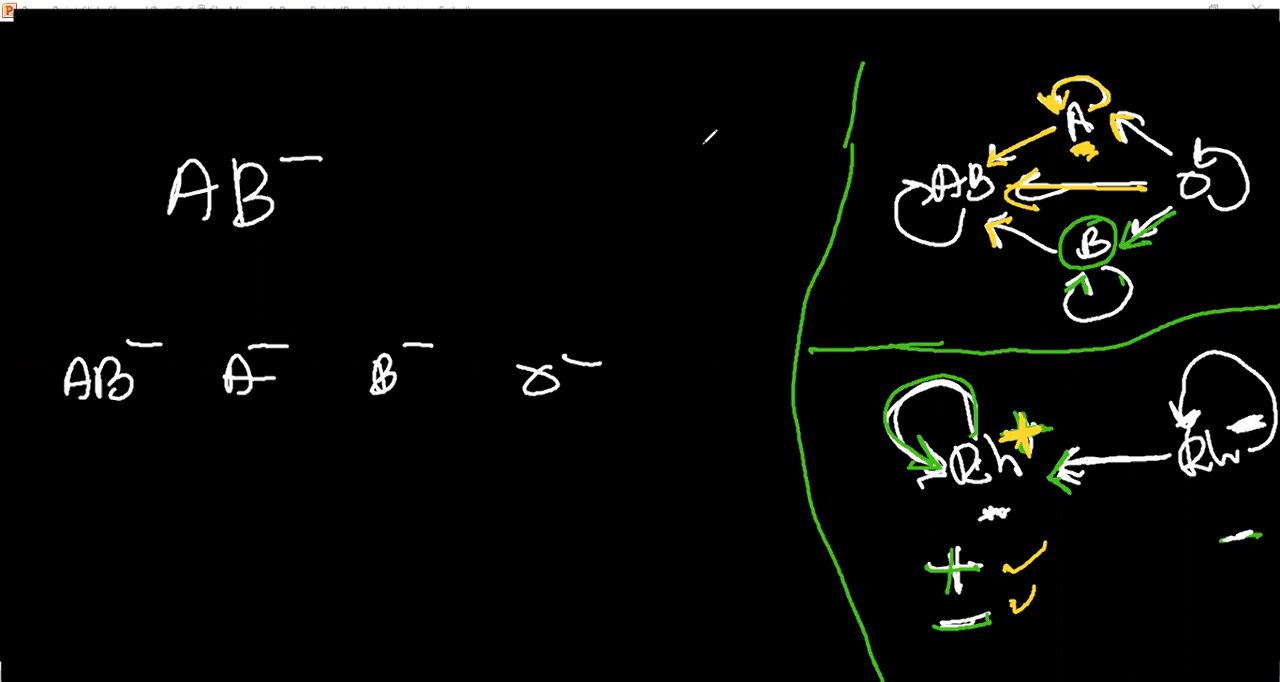 AB⁻
AB⁻ A⁻ B⁻ O⁻
A
AB O
B
Rh+ Rh-
+ ✓ -
- ✓